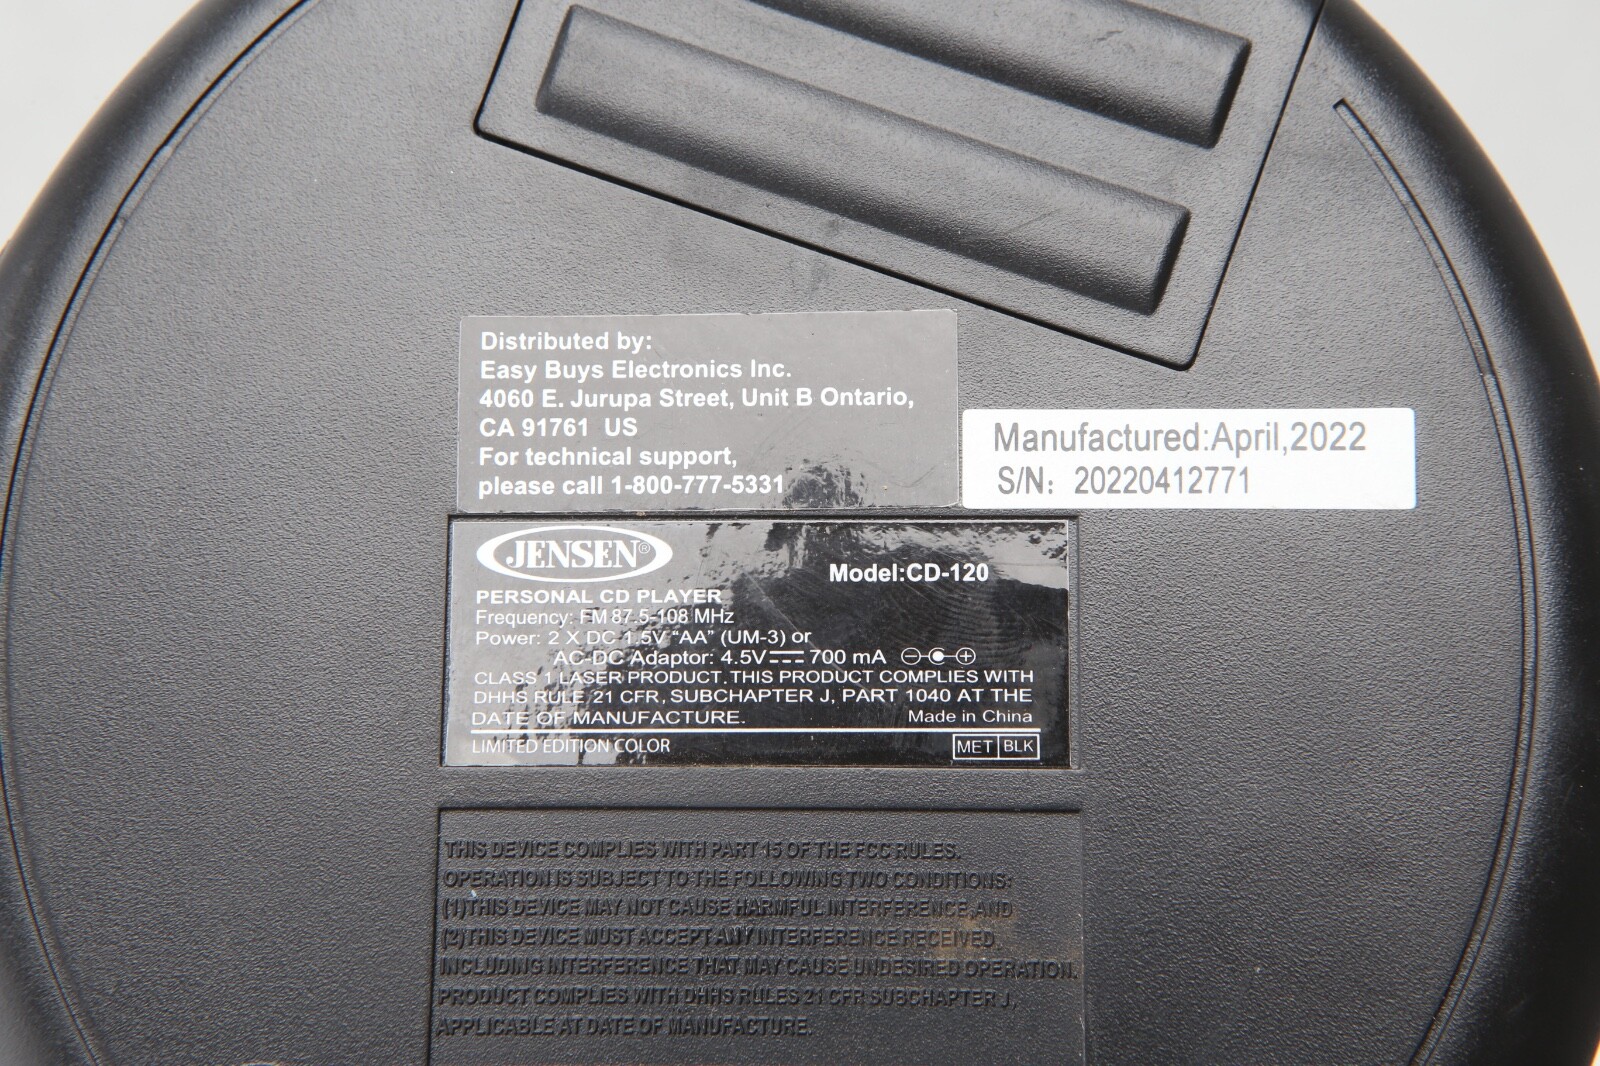 Distributed by:
Easy Buys Electronics Inc.
4060 E. Jurupa Street, Unit B Ontario,
CA 91761 US
For technical support,
please call 1-800-777-5331
Manufactured:April,2022
S/N: 20220412771
JENSEN®
Model:CD-120
PERSONAL CD PLAYER
Frequency: FM 87.5-108 MHz
Power: 2 X DC 1.5V "AA" (UM-3) or
AC-DC Adaptor: 4.5V 700 mA
CLASS 1 LASER PRODUCT.THIS PRODUCT COMPLIES WITH
DHHS RULE 21 CFR, SUBCHAPTER J, PART 1040 AT THE
DATE OF MANUFACTURE.
Made in China
LIMITED EDITION COLOR
MET BLK
THIS DEVICE COMPLIES WITH PART 15 OF THE FCC RULES.
OPERATION IS SUBJECT TO THE FOLLOWING TWO CONDITIONS:
(1)THIS DEVICE MAY NOT CAUSE HARMFUL INTERFERENCE,AND
(2)THIS DEVICE MUST ACCEPT ANY INTERFERENCE RECEIVED,
INCLUDING INTERFERENCE THAT MAY CAUSE UNDESIRED OPERATION.
PRODUCT COMPLIES WITH DHHS RULES 21 CFR SUBCHAPTER J,
APPLICABLE AT DATE OF MANUFACTURE.